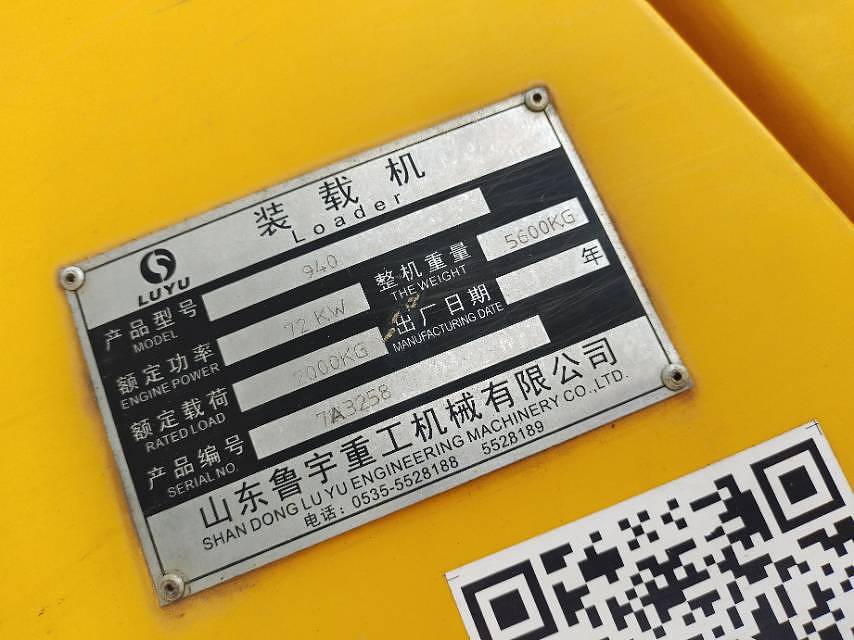 装载机
Loader
LUYU
产品型号 940
MODEL
额定功率 72 KW 整机重量 5600KG
ENGINE POWER THE WEIGHT
额定载荷 2000KG 出厂日期 年
RATED LOAD MANUFACTURING DATE
产品编号 7A3258
SERIAL NO.
山东鲁宇重工机械有限公司
SHAN DONG LUYU ENGINEERING MACHINERY CO.,LTD.
电话：0535-5528188 5528189